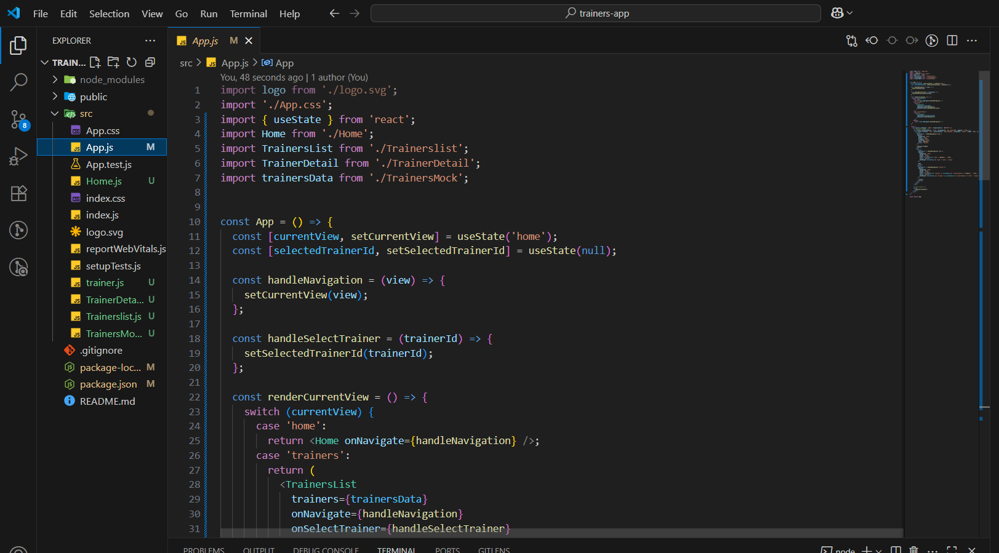 File Edit Selection View Go Run Terminal Help
trainers-app
EXPLORER
TRAIN...
node_modules
public
src
App.css
App.js M
App.test.js
Home.js U
index.css
index.js
logo.svg
reportWebVitals.js
setupTests.js
trainer.js U
TrainerDeta... U
Trainerslist.js U
TrainersMo... U
.gitignore
package-loc... M
package.json M
README.md
8
App.js M
src > App.js > App
You, 48 seconds ago | 1 author (You)
1 import logo from './logo.svg';
2 import './App.css';
3 import { useState } from 'react';
4 import Home from './Home';
5 import TrainersList from './Trainerslist';
6 import TrainerDetail from './TrainerDetail';
7 import trainersData from './TrainersMock';
8
9
10 const App = () => {
11 const [currentView, setCurrentView] = useState('home');
12 const [selectedTrainerId, setSelectedTrainerId] = useState(null);
13
14 const handleNavigation = (view) => {
15 setCurrentView(view);
16 };
17
18 const handleSelectTrainer = (trainerId) => {
19 setSelectedTrainerId(trainerId);
20 };
21
22 const renderCurrentView = () => {
23 switch (currentView) {
24 case 'home':
25 return <Home onNavigate={handleNavigation} />;
26 case 'trainers':
27 return (
28 <TrainersList
29 trainers={trainersData}
30 onNavigate={handleNavigation}
31 onSelectTrainer={handleSelectTrainer}
PROBLEMS OUTPUT DEBUG CONSOLE TERMINAL PORTS GITLENS
node